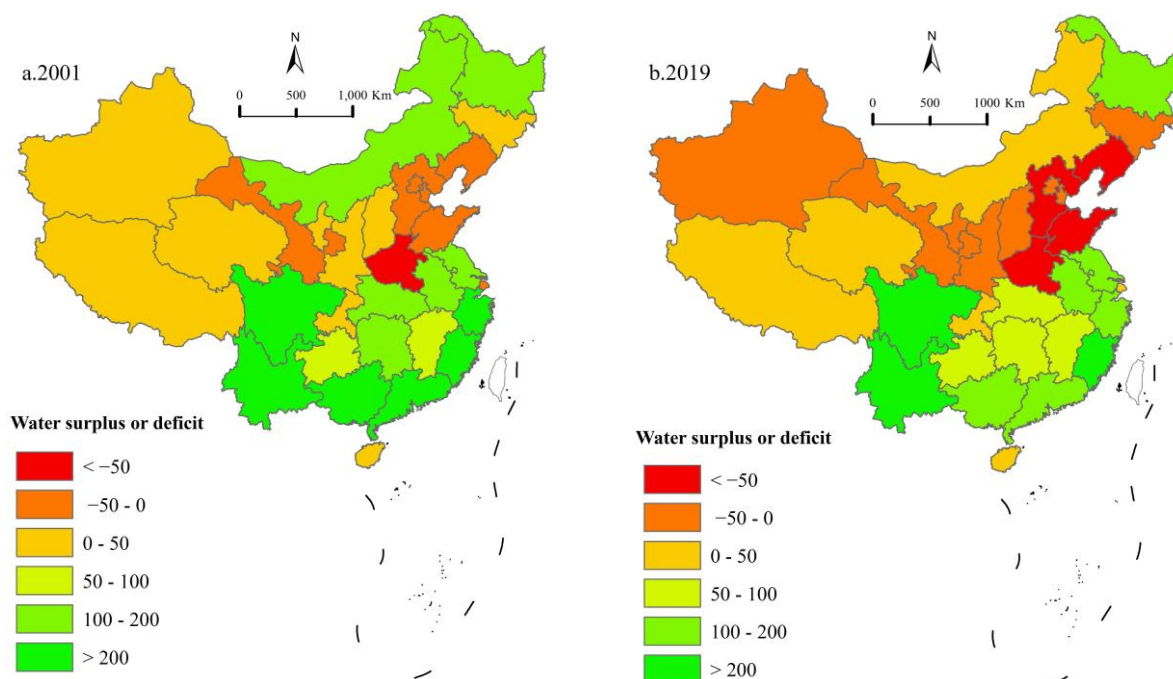 a.2001
N
0 500 1,000 Km
Water surplus or deficit
< −50
−50 - 0
0 - 50
50 - 100
100 - 200
> 200
b.2019
N
0 500 1000 Km
Water surplus or deficit
< −50
−50 - 0
0 - 50
50 - 100
100 - 200
> 200